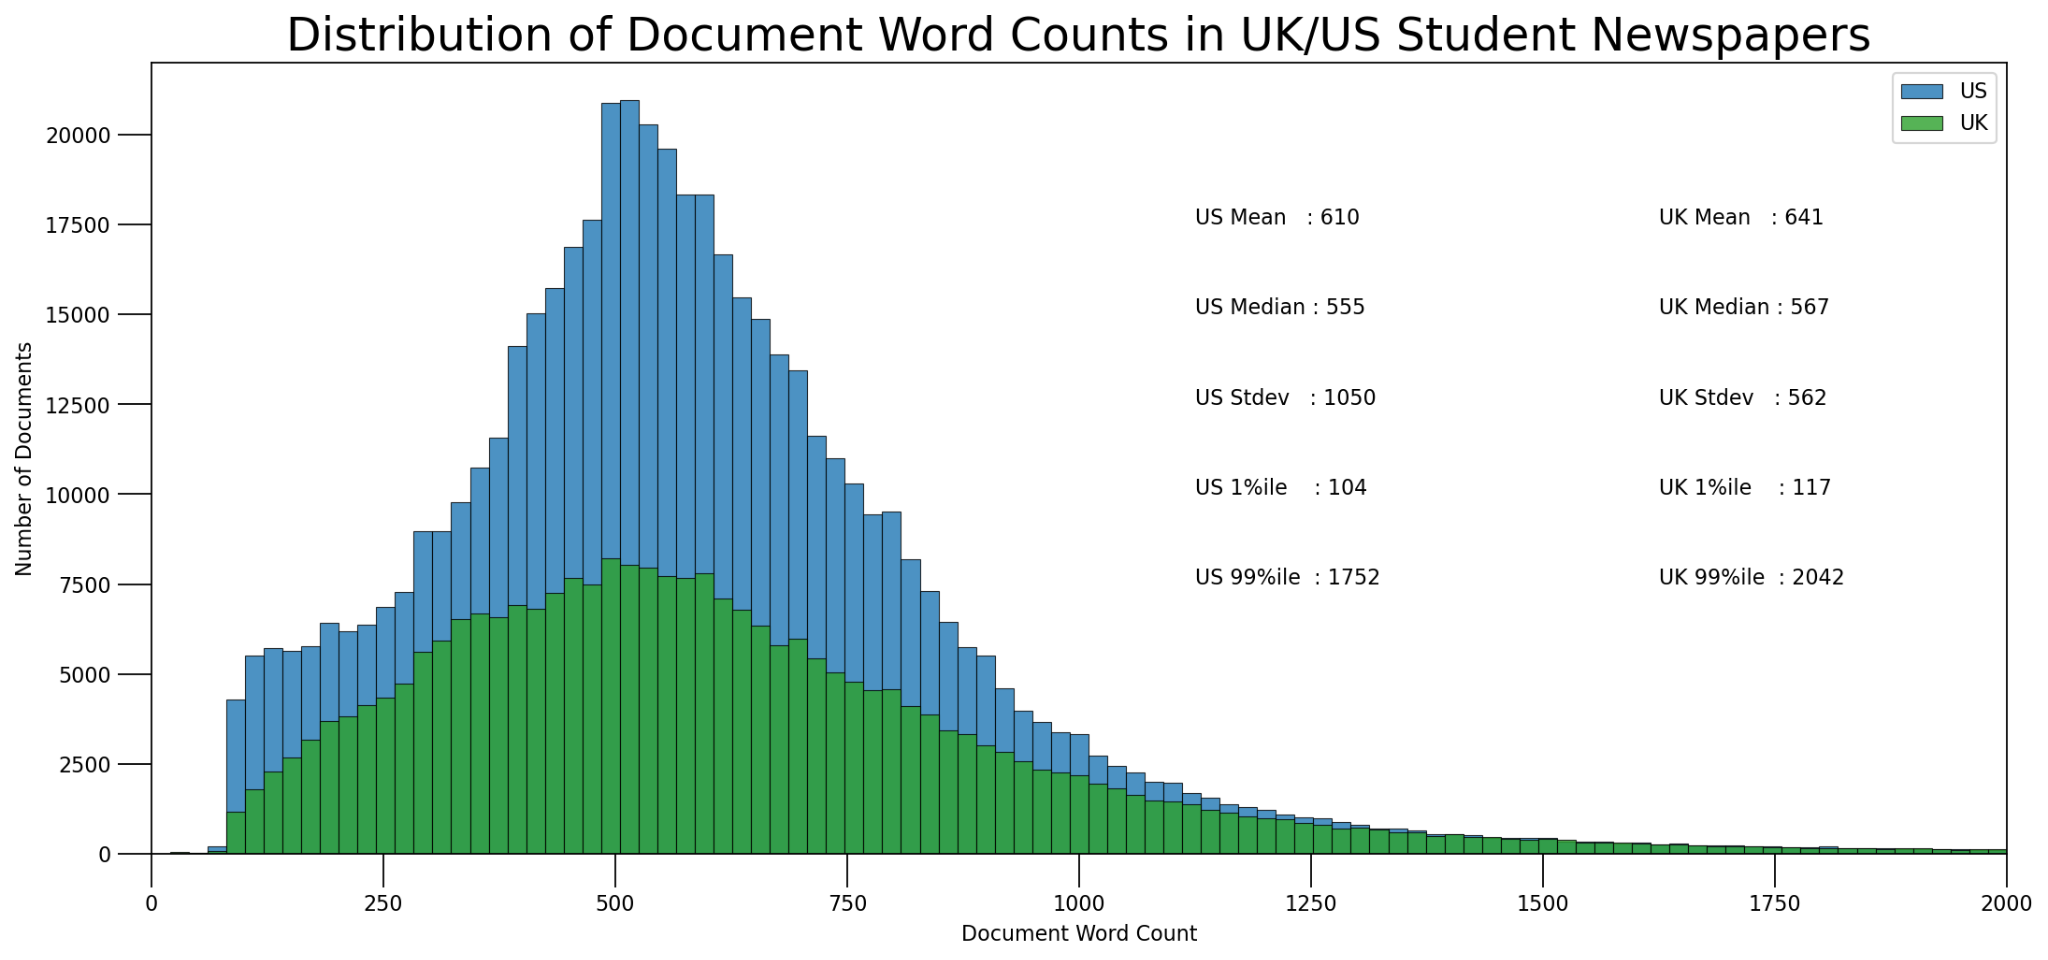 Distribution of Document Word Counts in UK/US Student Newspapers
US
UK
Number of Documents
20000
17500
15000
12500
10000
7500
5000
2500
0
US Mean : 610
UK Mean : 641
US Median : 555
UK Median : 567
US Stdev : 1050
UK Stdev : 562
US 1%ile : 104
UK 1%ile : 117
US 99%ile : 1752
UK 99%ile : 2042
0 250 500 750 1000 1250 1500 1750 2000
Document Word Count